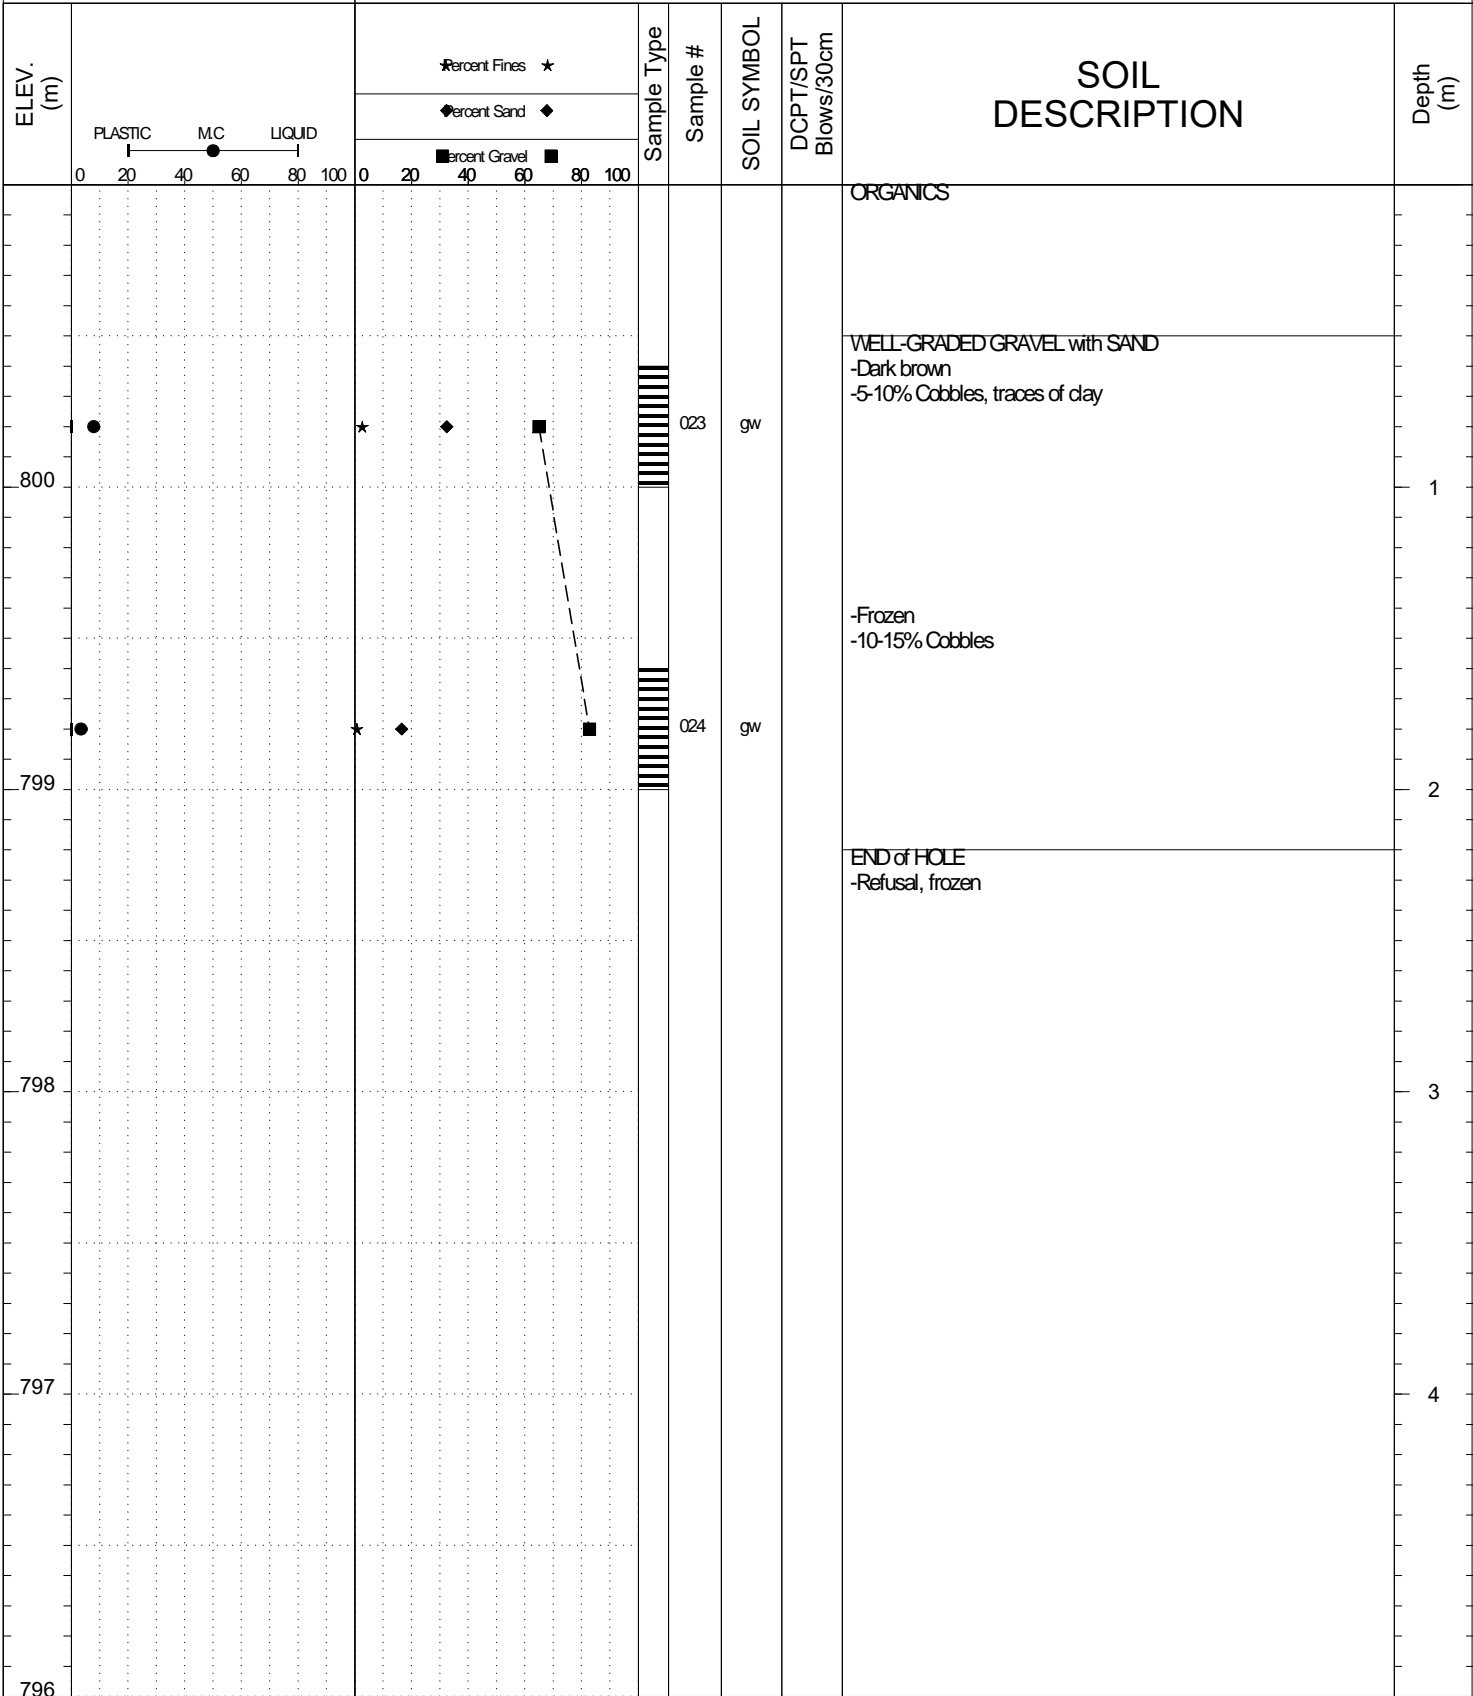 ELEV.
(m)
PLASTIC M.C LIQUID
0 20 40 60 80 100
Percent Fines
Percent Sand
Percent Gravel
0 20 40 60 80 100
Sample Type
Sample #
SOIL SYMBOL
DCPT/SPT
Blows/30cm
SOIL
DESCRIPTION
Depth
(m)
ORGANICS
WELL-GRADED GRAVEL with SAND
-Dark brown
-5-10% Cobbles, traces of clay
023 gw
800 1
-Frozen
-10-15% Cobbles
024 gw
799 2
END of HOLE
-Refusal, frozen
798 3
797 4
796